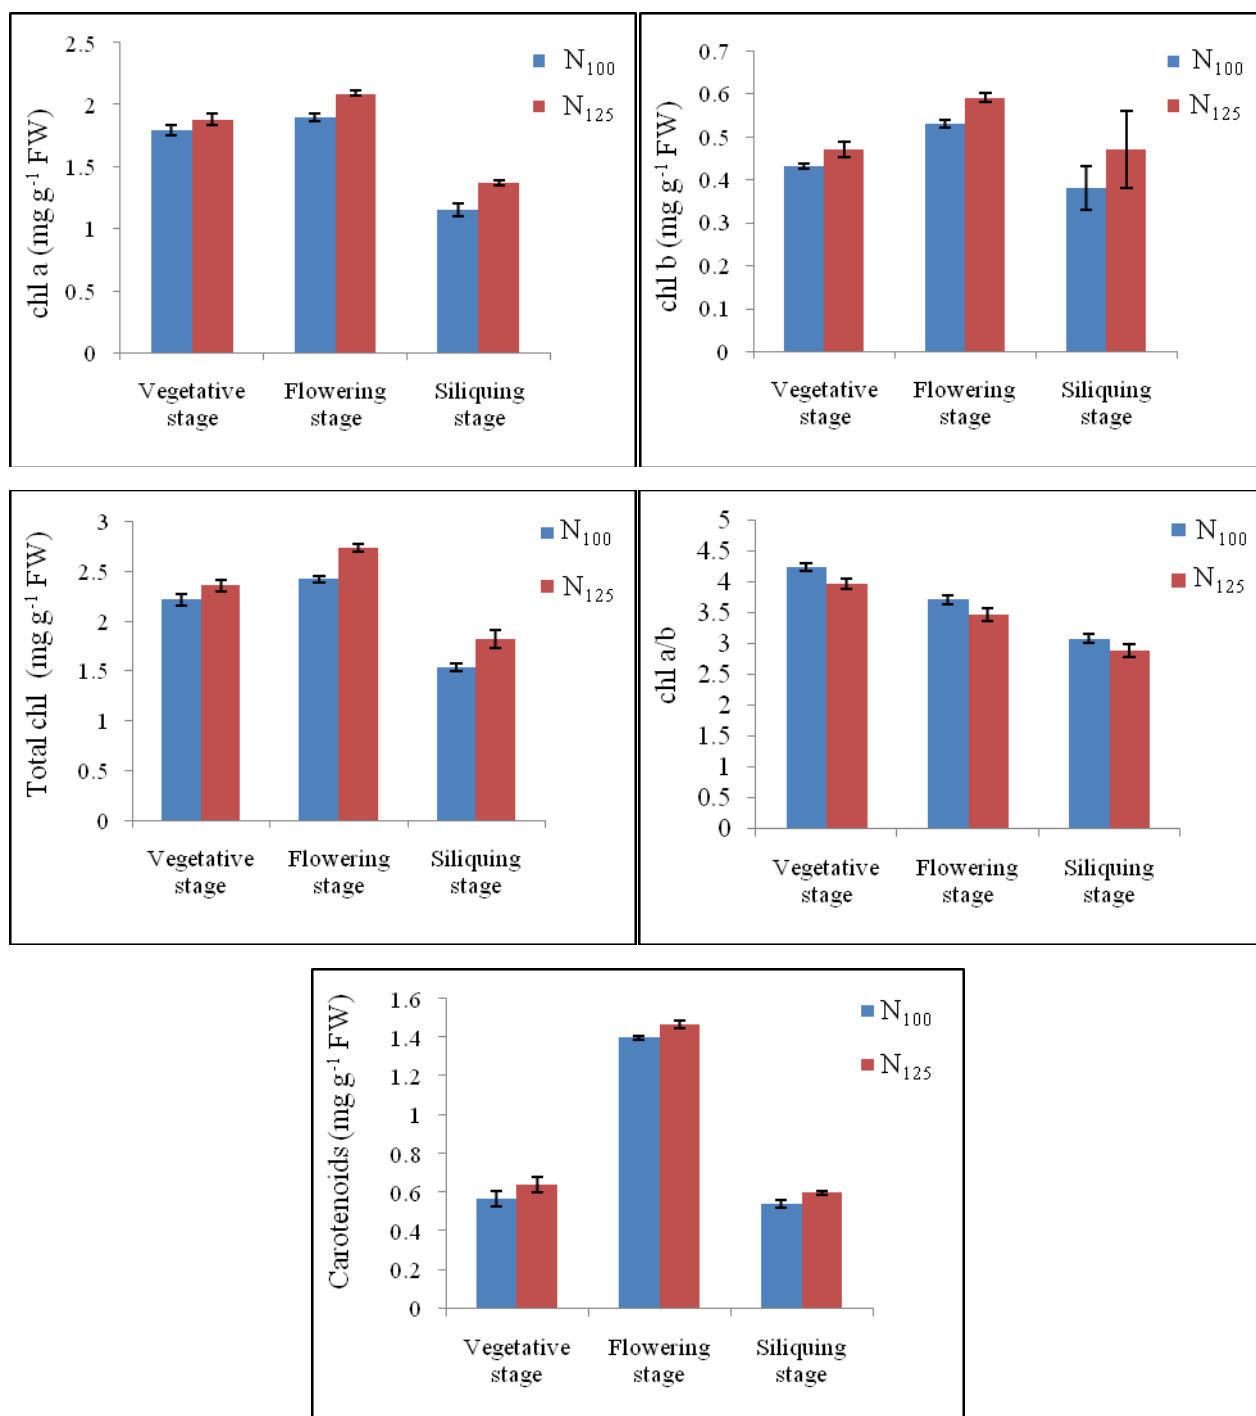 chl a (mg g⁻¹ FW)
2.5
2
1.5
1
0.5
0
Vegetative stage
Flowering stage
Siliquing stage
N₁₀₀
N₁₂₅
chl b (mg g⁻¹ FW)
0.7
0.6
0.5
0.4
0.3
0.2
0.1
0
Vegetative stage
Flowering stage
Siliquing stage
N₁₀₀
N₁₂₅
Total chl (mg g⁻¹ FW)
3
2.5
2
1.5
1
0.5
0
Vegetative stage
Flowering stage
Siliquing stage
N₁₀₀
N₁₂₅
chl a/b
5
4.5
4
3.5
3
2.5
2
1.5
1
0.5
0
Vegetative stage
Flowering stage
Siliquing stage
N₁₀₀
N₁₂₅
Carotenoids (mg g⁻¹ FW)
1.6
1.4
1.2
1
0.8
0.6
0.4
0.2
0
Vegetative stage
Flowering stage
Siliquing stage
N₁₀₀
N₁₂₅